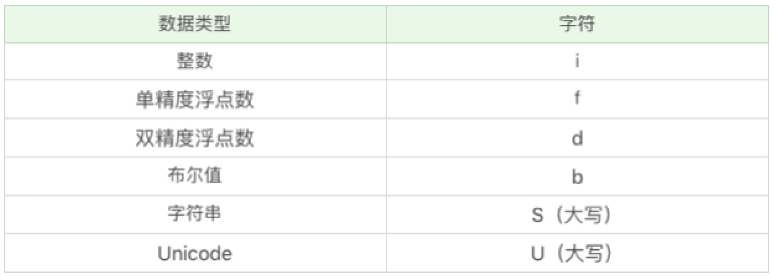 数据类型 字符
整数 i
单精度浮点数 f
双精度浮点数 d
布尔值 b
字符串 S（大写）
Unicode U（大写）